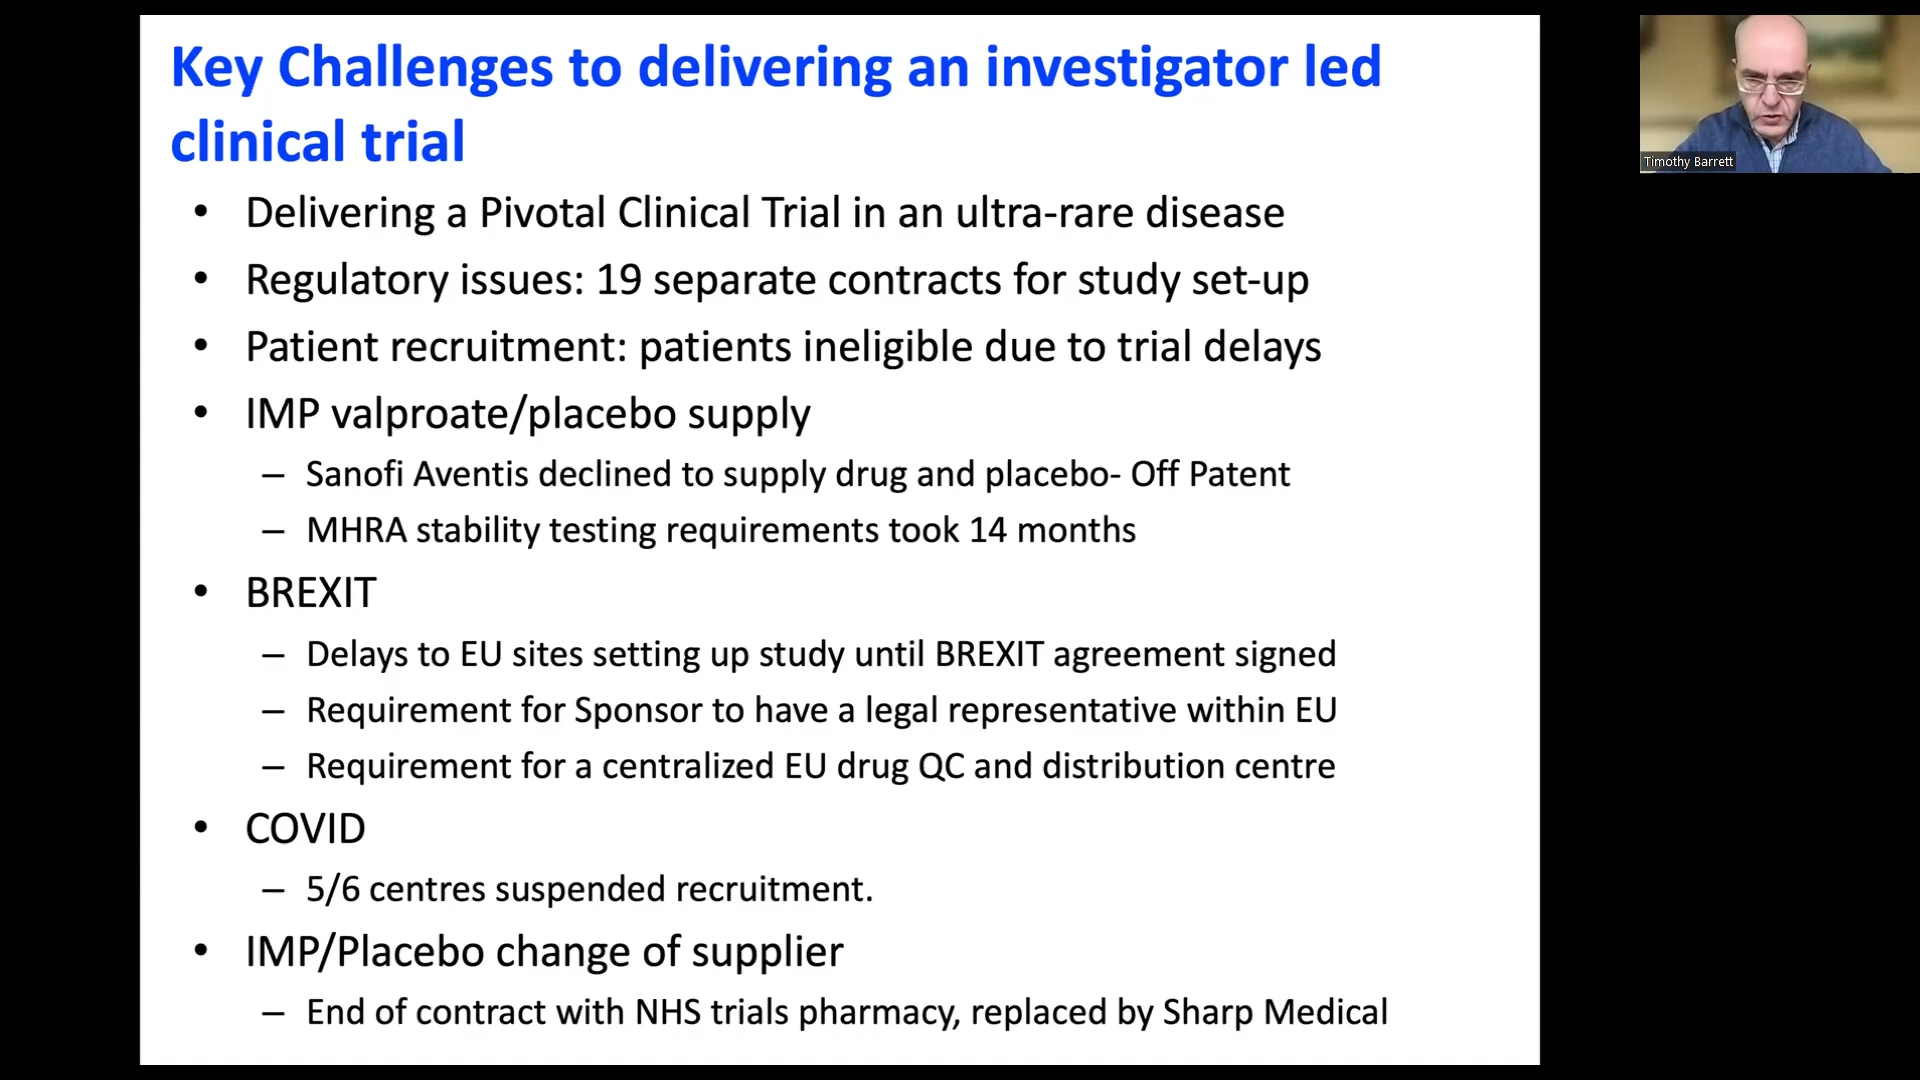 Key Challenges to delivering an investigator led
clinical trial
• Delivering a Pivotal Clinical Trial in an ultra-rare disease
• Regulatory issues: 19 separate contracts for study set-up
• Patient recruitment: patients ineligible due to trial delays
• IMP valproate/placebo supply
– Sanofi Aventis declined to supply drug and placebo- Off Patent
– MHRA stability testing requirements took 14 months
• BREXIT
– Delays to EU sites setting up study until BREXIT agreement signed
– Requirement for Sponsor to have a legal representative within EU
– Requirement for a centralized EU drug QC and distribution centre
• COVID
– 5/6 centres suspended recruitment.
• IMP/Placebo change of supplier
– End of contract with NHS trials pharmacy, replaced by Sharp Medical
Timothy Barrett